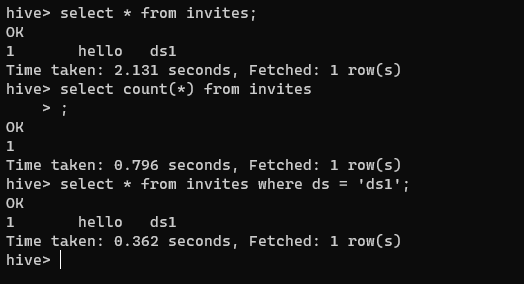 hive> select * from invites;
OK
1       hello   ds1
Time taken: 2.131 seconds, Fetched: 1 row(s)
hive> select count(*) from invites
    > ;
OK
1
Time taken: 0.796 seconds, Fetched: 1 row(s)
hive> select * from invites where ds = 'ds1';
OK
1       hello   ds1
Time taken: 0.362 seconds, Fetched: 1 row(s)
hive>